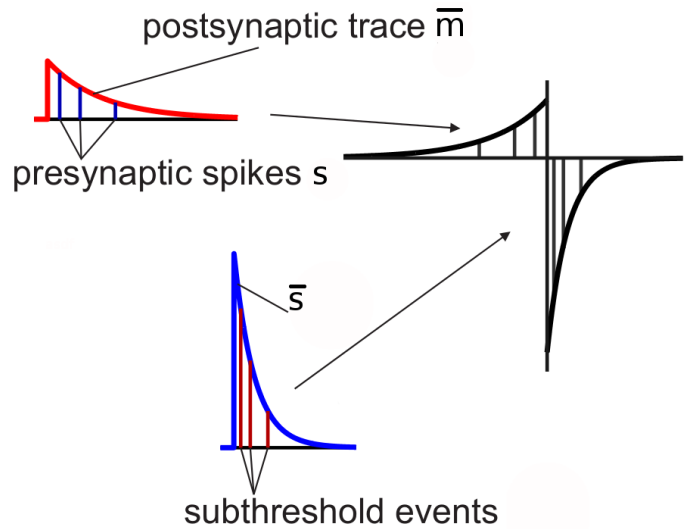 postsynaptic trace m̅
presynaptic spikes s
s̅
subthreshold events